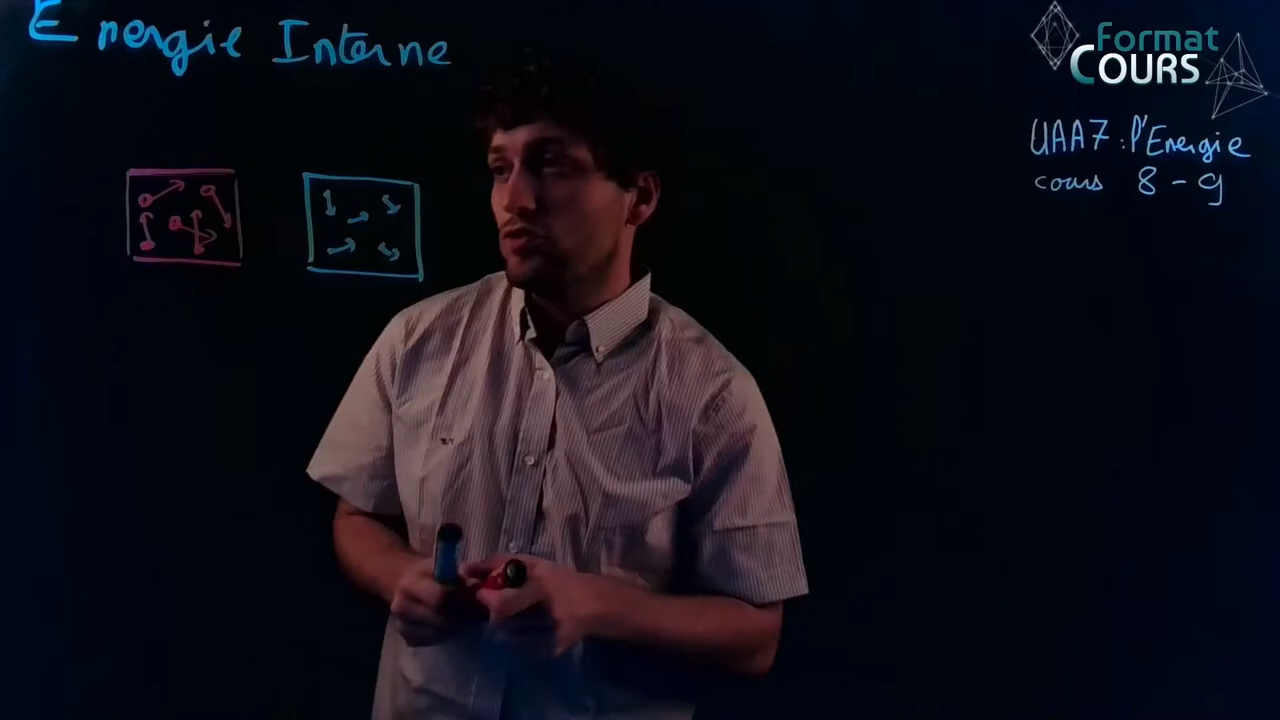 Energie Interne
Format
COURS
UAA7 : l'Energie
cours 8 - 9